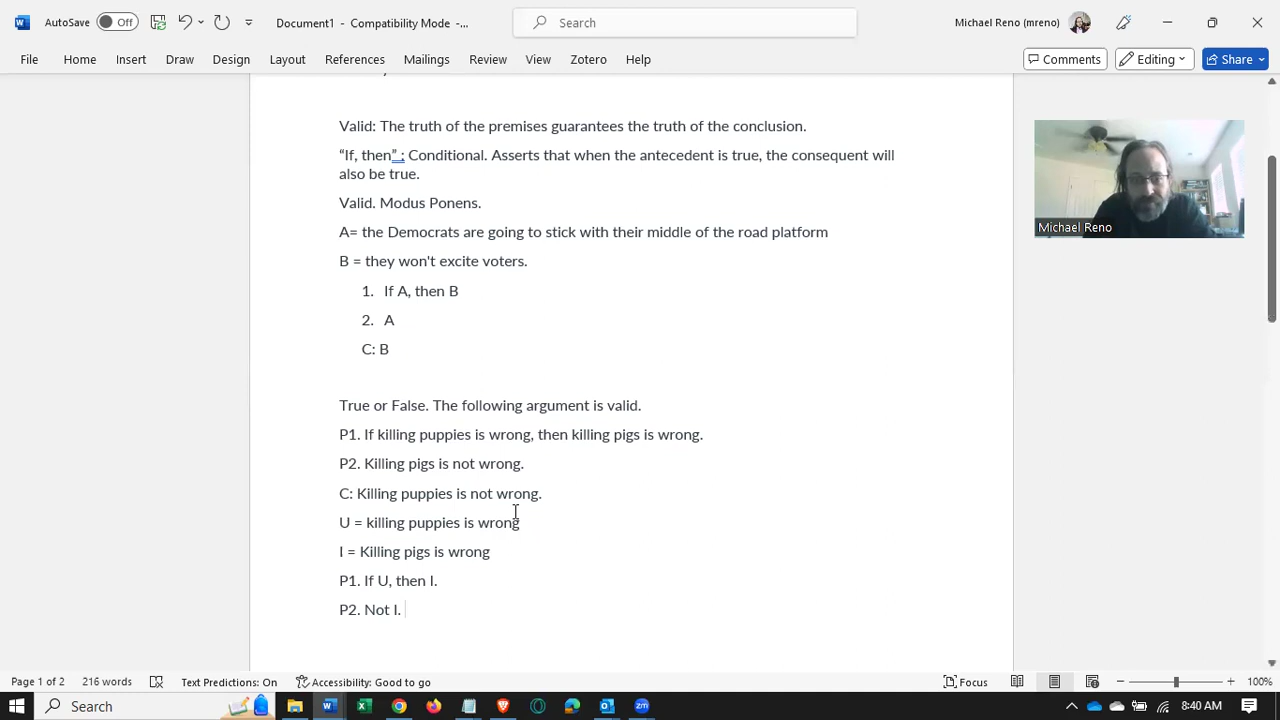 AutoSave Off Document1 - Compatibility Mode -... Search Michael Reno (mreno)
File Home Insert Draw Design Layout References Mailings Review View Zotero Help Comments Editing Share
Valid: The truth of the premises guarantees the truth of the conclusion.
“If, then” ; Conditional. Asserts that when the antecedent is true, the consequent will
also be true.
Valid. Modus Ponens.
A= the Democrats are going to stick with their middle of the road platform
B = they won't excite voters.
1. If A, then B
2. A
C: B
True or False. The following argument is valid.
P1. If killing puppies is wrong, then killing pigs is wrong.
P2. Killing pigs is not wrong.
C: Killing puppies is not wrong.
U = killing puppies is wrong
I = Killing pigs is wrong
P1. If U, then I.
P2. Not I.
Michael Reno
Page 1 of 2 216 words Text Predictions: On Accessibility: Good to go Focus 100%
Search 8:40 AM